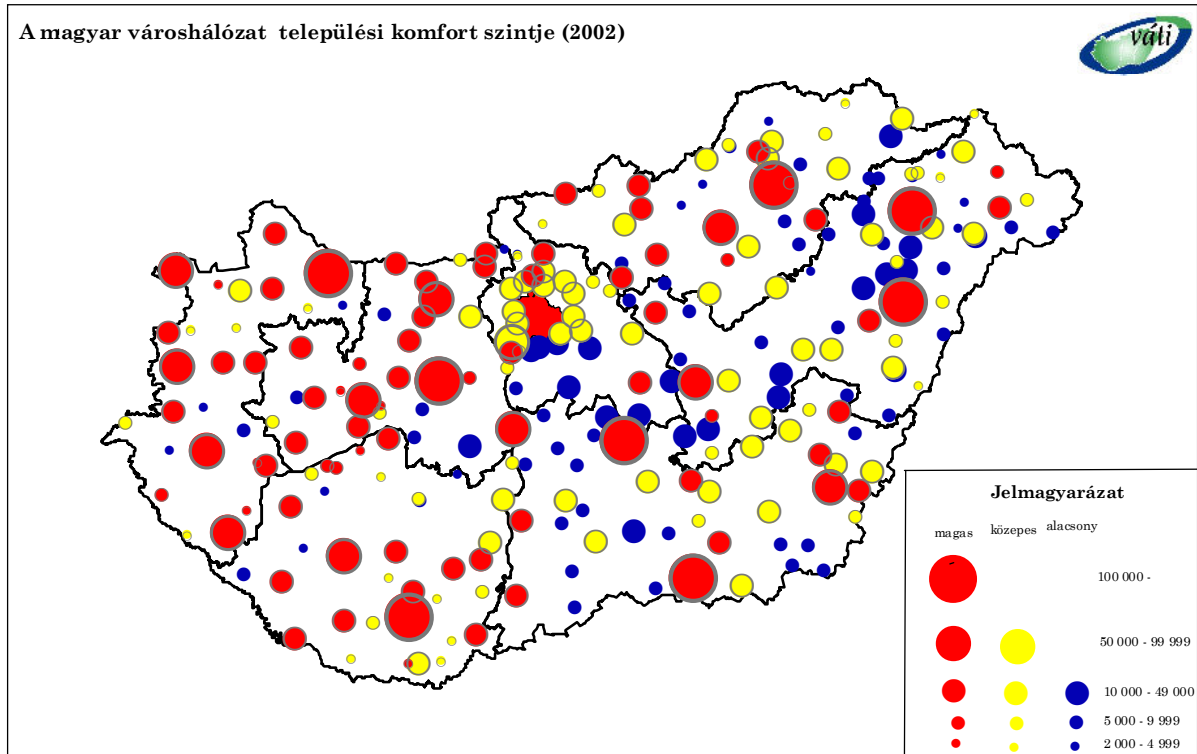 A magyar városhálózat települési komfort szintje (2002)
váti
Jelmagyarázat
magas közepes alacsony
100 000 -
50 000 - 99 999
10 000 - 49 000
5 000 - 9 999
2 000 - 4 999